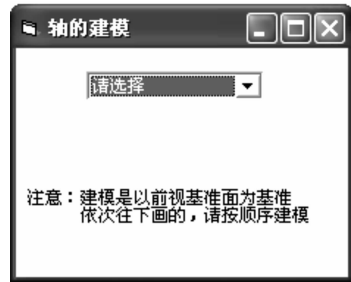 轴的建模
请选择
注意：建模是以前视基准面为基准
依次往下画的，请按顺序建模